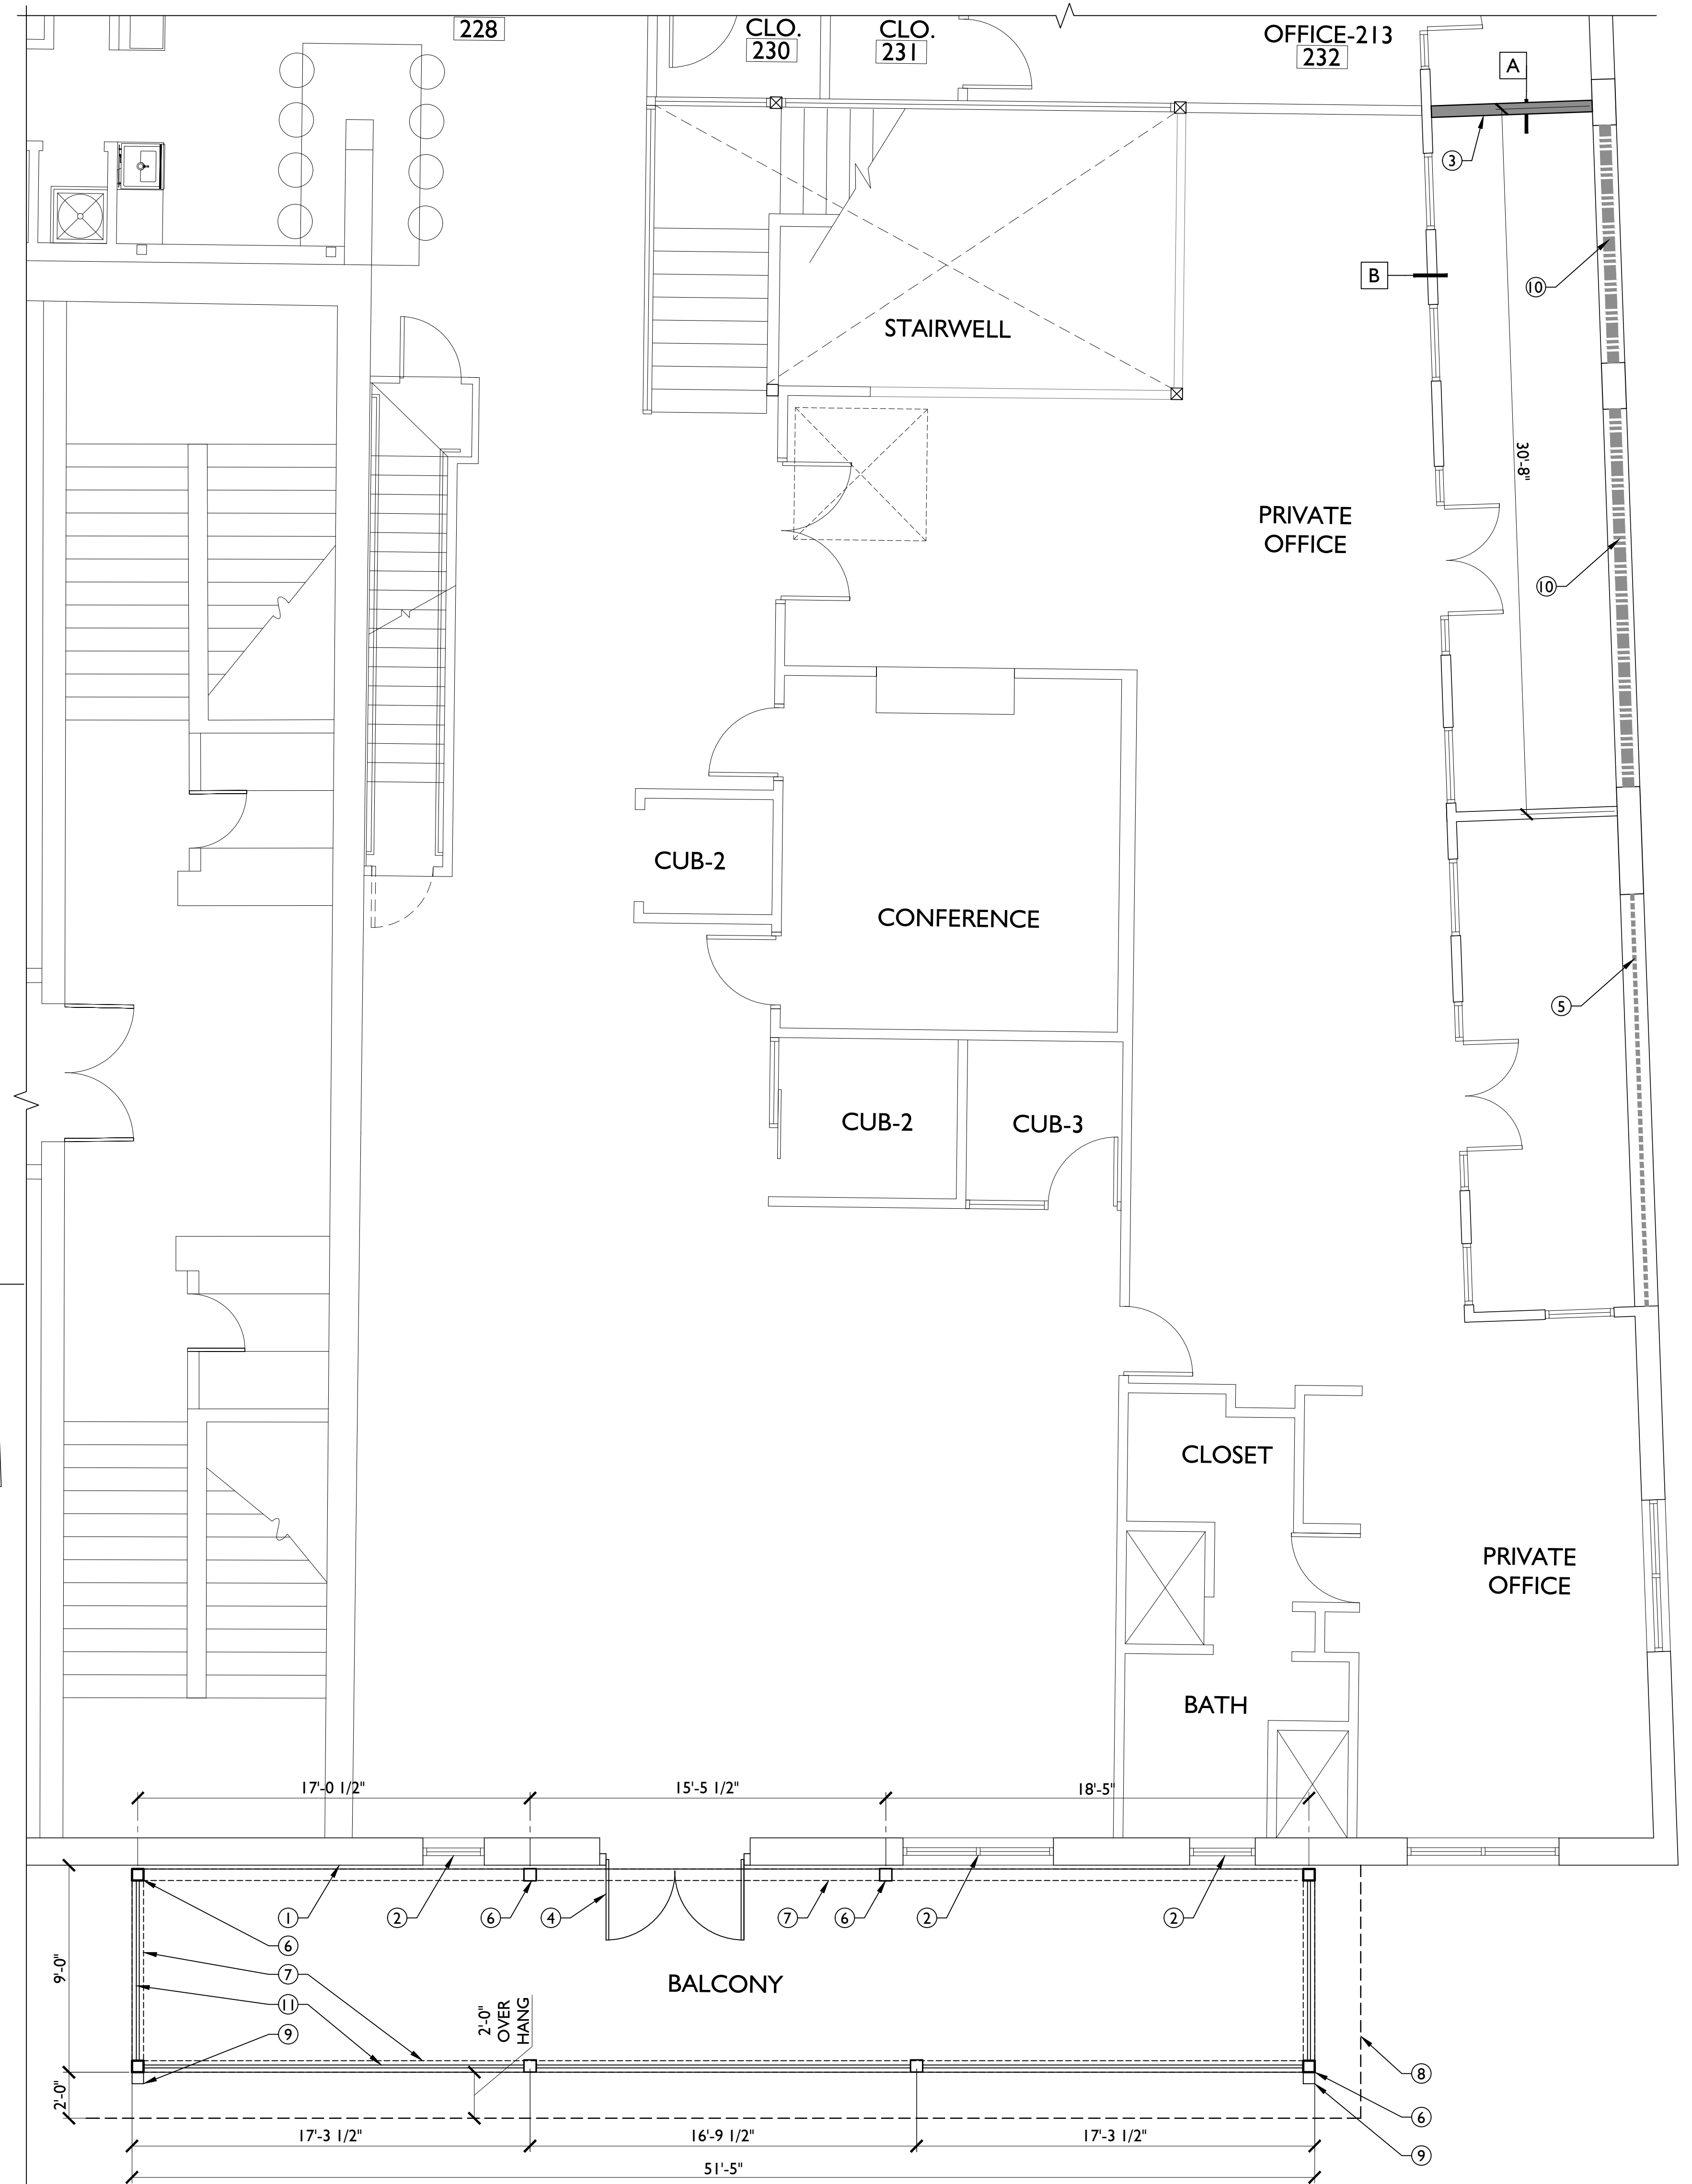 228
CLO.
230
CLO.
231
OFFICE-213
232
A
3
B
10
STAIRWELL
30'-8"
PRIVATE
OFFICE
10
CUB-2
CONFERENCE
5
CUB-2
CUB-3
CLOSET
PRIVATE
OFFICE
BATH
17'-0 1/2"
15'-5 1/2"
18'-5"
1
2
6
4
7
6
2
2
6
9'-0"
7
BALCONY
11
2'-0"
OVER
HANG
9
8
2'-0"
6
17'-3 1/2"
16'-9 1/2"
17'-3 1/2"
9
51'-5"